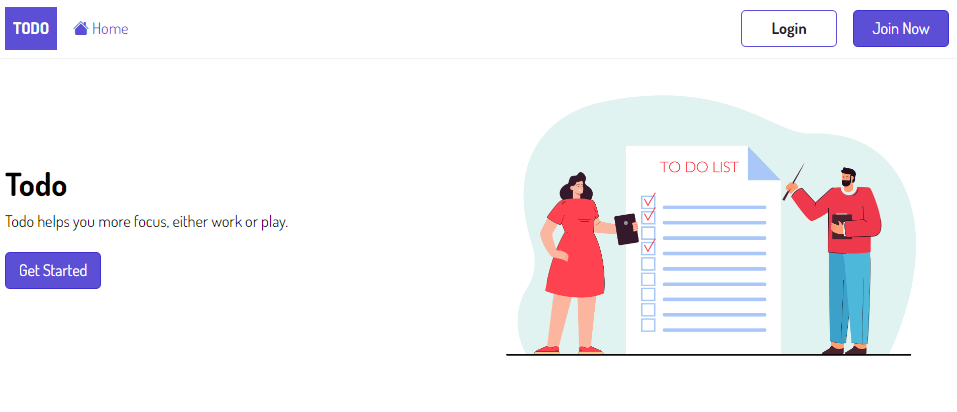 TODO
Home
Login
Join Now
TO DO LIST
Todo
Todo helps you more focus, either work or play.
Get Started